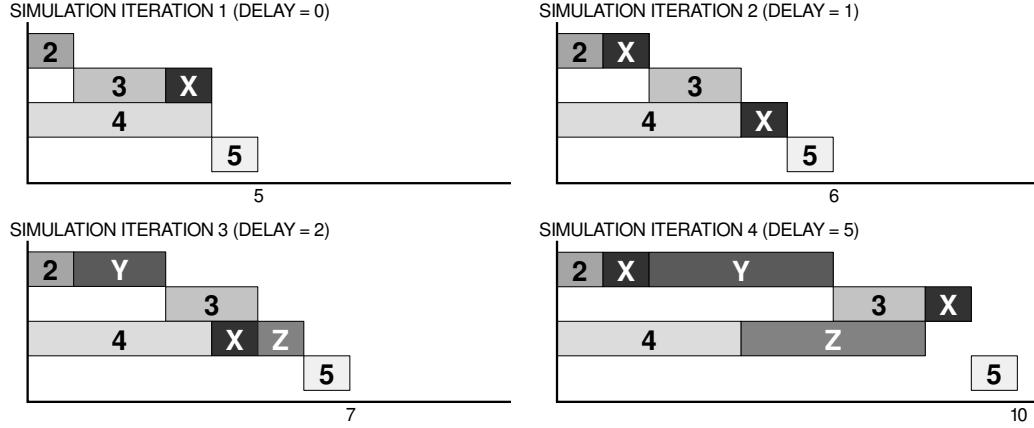 SIMULATION ITERATION 1 (DELAY = 0)
2
3 X
4
5
5
SIMULATION ITERATION 2 (DELAY = 1)
2 X
3
4 X
5
6
SIMULATION ITERATION 3 (DELAY = 2)
2 Y
3
4 X Z
5
7
SIMULATION ITERATION 4 (DELAY = 5)
2 X Y
3 X
4 Z
5
10